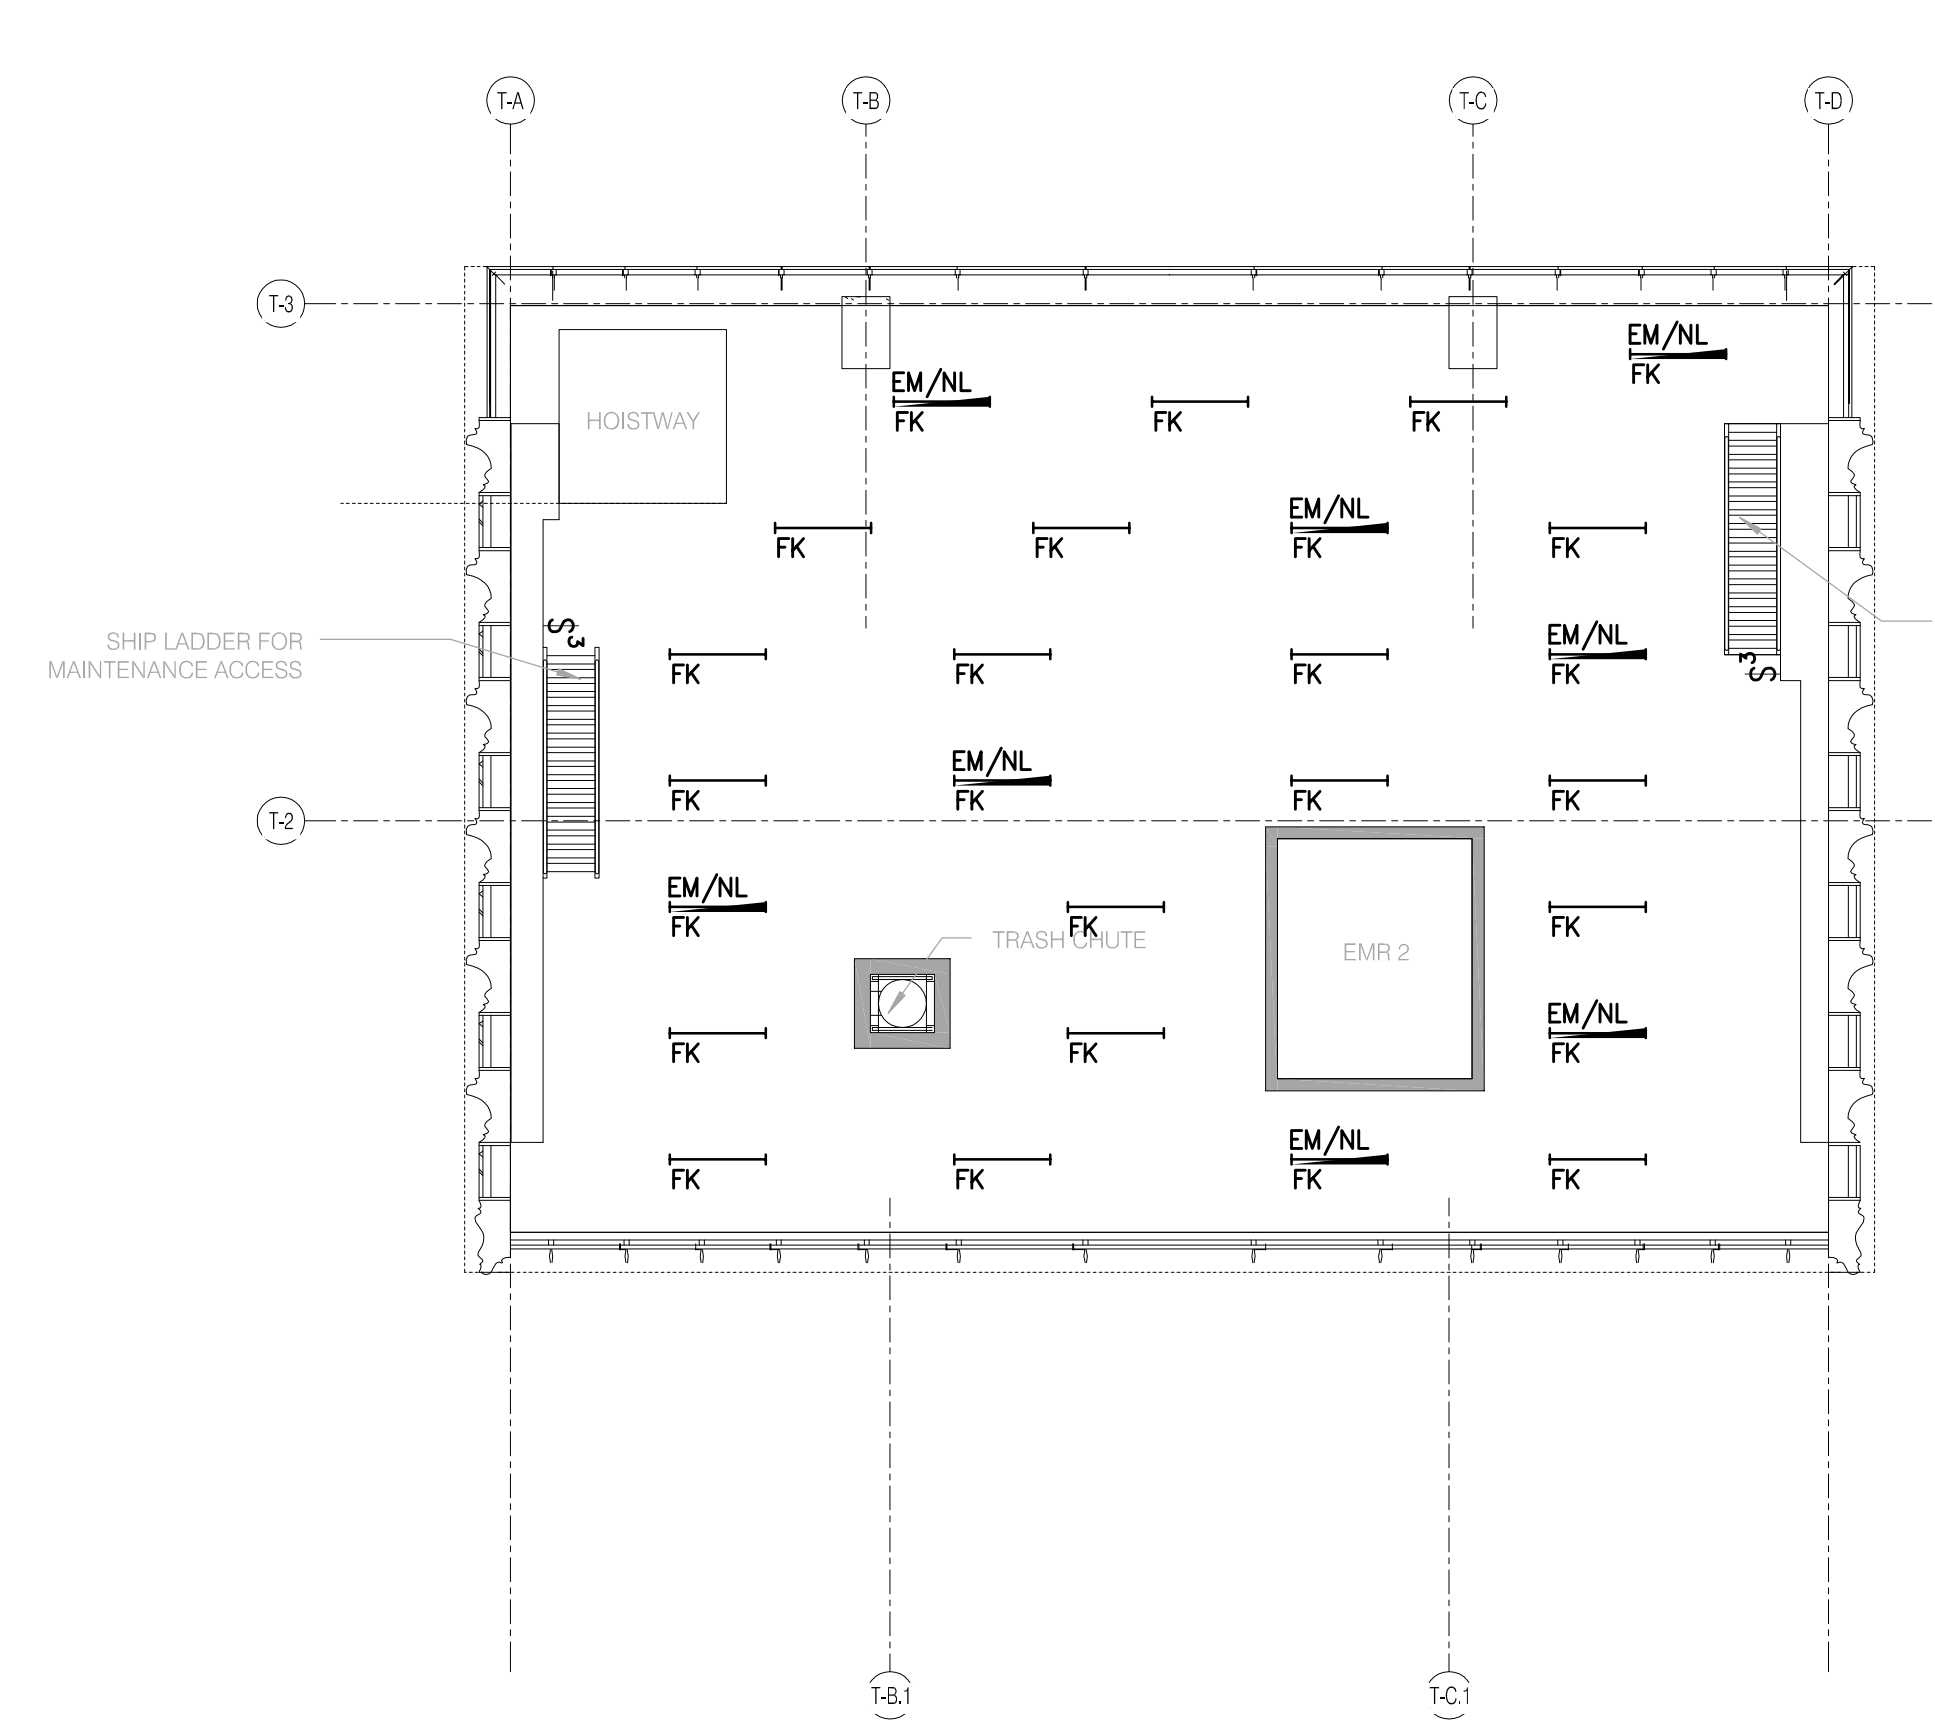 T-A
T-B
T-C
T-D
T-3
EM/NL
FK
EM/NL
FK
FK
FK
HOISTWAY
EM/NL
FK
FK
FK
FK
S3
SHIP LADDER FOR
MAINTENANCE ACCESS
EM/NL
FK
FK
FK
FK
S3
EM/NL
FK
FK
FK
FK
T-2
EM/NL
FK
FK
FK
TRASH CHUTE
EMR 2
EM/NL
FK
FK
FK
EM/NL
FK
FK
FK
FK
T-B.1
T-C.1